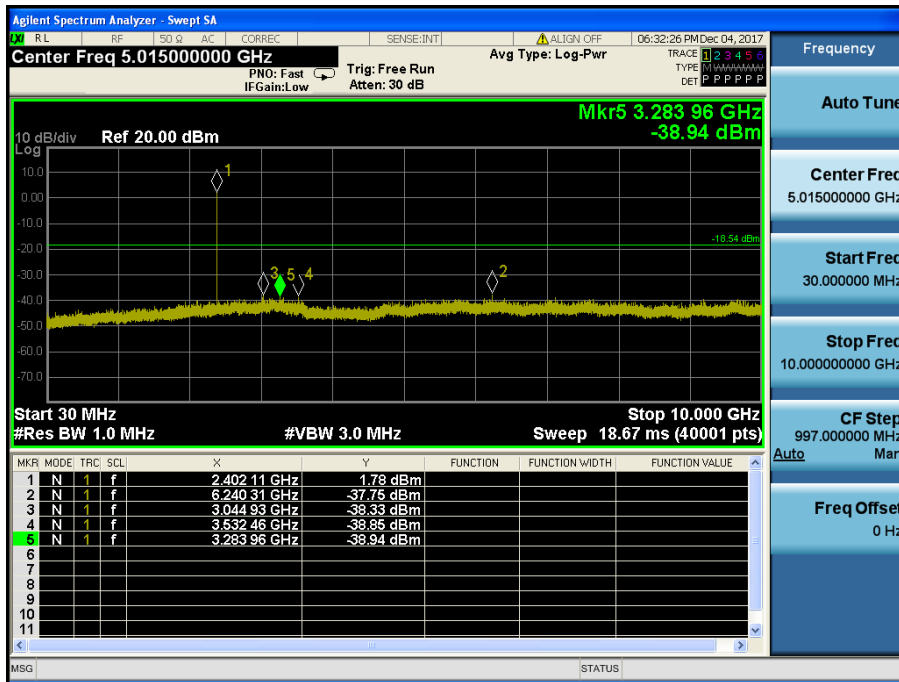 Agilent Spectrum Analyzer - Swept SA
LXI RL RF 50 Ω AC CORREC SENSE:INT ALIGN OFF 06:32:26 PM Dec 04, 2017
Center Freq 5.015000000 GHz
PNO: Fast
IFGain:Low
Trig: Free Run
Atten: 30 dB
Avg Type: Log-Pwr
TRACE 1 2 3 4 5 6
TYPE M WWWWW
DET P P P P P P
Mkr5 3.283 96 GHz
-38.94 dBm
10 dB/div Ref 20.00 dBm
Log
10.0
0.00
-10.0
-20.0
-30.0
-40.0
-50.0
-60.0
-70.0
1
3 5 4
2
-18.54 dBm
Start 30 MHz Stop 10.000 GHz
#Res BW 1.0 MHz #VBW 3.0 MHz Sweep 18.67 ms (40001 pts)
MKR MODE TRC SCL X Y FUNCTION FUNCTION WIDTH FUNCTION VALUE
1 N 1 f 2.402 11 GHz 1.78 dBm
2 N 1 f 6.240 31 GHz -37.75 dBm
3 N 1 f 3.044 93 GHz -38.33 dBm
4 N 1 f 3.532 46 GHz -38.85 dBm
5 N 1 f 3.283 96 GHz -38.94 dBm
6
7
8
9
10
11
MSG STATUS
Frequency
Auto Tune
Center Freq
5.015000000 GHz
Start Freq
30.000000 MHz
Stop Freq
10.000000000 GHz
CF Step
997.000000 MHz
Auto Man
Freq Offset
0 Hz